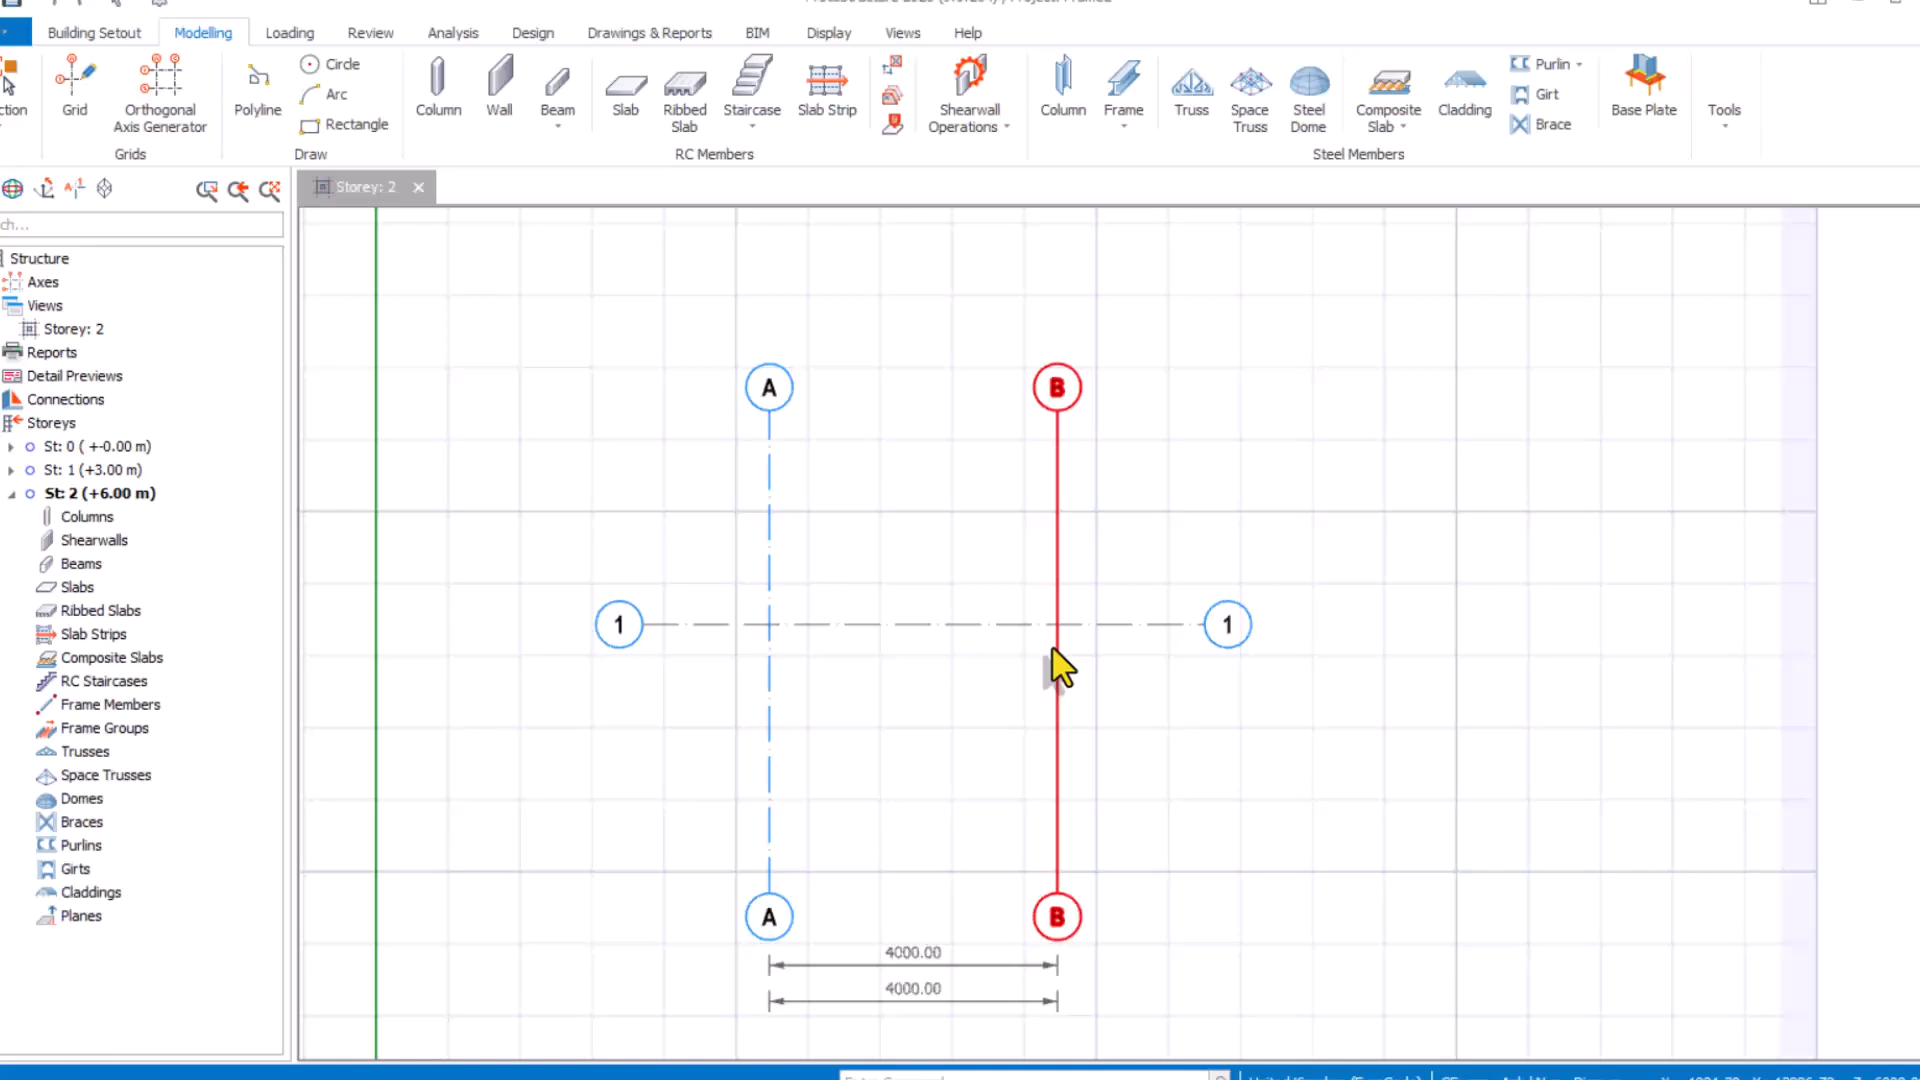 Building Setout
Modelling
Loading
Review
Analysis
Design
Drawings & Reports
BIM
Display
Views
Help
Grid
Orthogonal
Axis Generator
Grids
Polyline
Circle
Arc
Rectangle
Draw
Column
Wall
Beam
Slab
Ribbed
Slab
Staircase
Slab Strip
Shearwall
Operations
RC Members
Column
Frame
Truss
Space
Truss
Steel
Dome
Composite
Slab
Cladding
Purlin
Girt
Brace
Steel Members
Base Plate
Tools
Storey: 2
Structure
Axes
Views
Storey: 2
Reports
Detail Previews
Connections
Storeys
St: 0 ( +-0.00 m)
St: 1 (+3.00 m)
St: 2 (+6.00 m)
Columns
Shearwalls
Beams
Slabs
Ribbed Slabs
Slab Strips
Composite Slabs
RC Staircases
Frame Members
Frame Groups
Trusses
Space Trusses
Domes
Braces
Purlins
Girts
Claddings
Planes
A
B
1
1
A
B
4000.00
4000.00